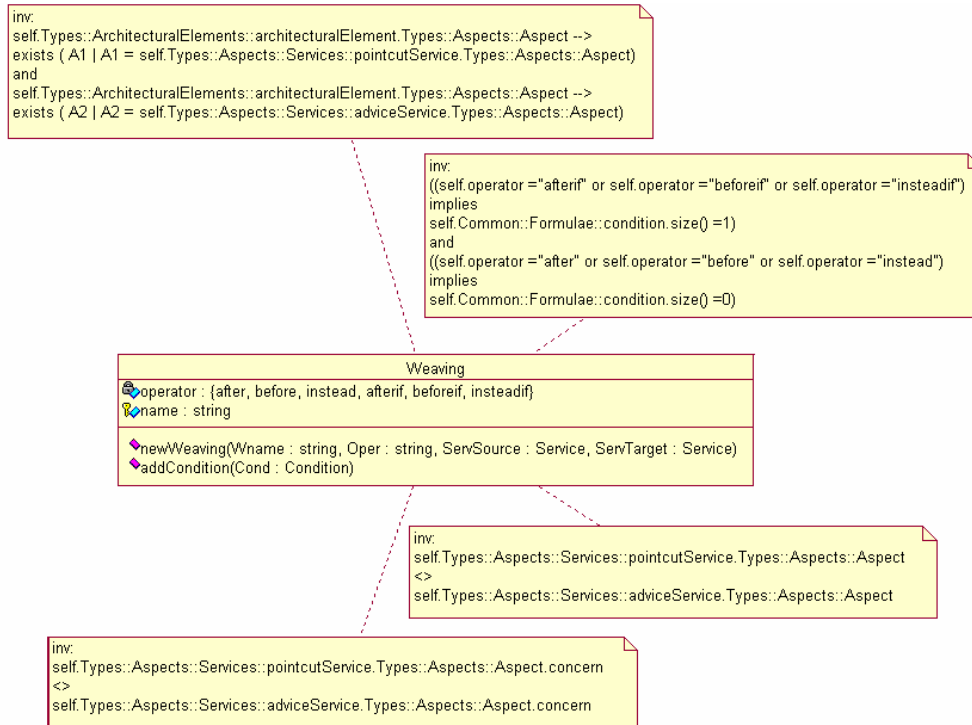 inv:
self.Types::ArchitecturalElements::architecturalElement.Types::Aspects::Aspect -->
exists ( A1 | A1 = self.Types::Aspects::Services::pointcutService.Types::Aspects::Aspect)
and
self.Types::ArchitecturalElements::architecturalElement.Types::Aspects::Aspect -->
exists ( A2 | A2 = self.Types::Aspects::Services::adviceService.Types::Aspects::Aspect)
inv:
((self.operator ="afterif" or self.operator ="beforeif" or self.operator ="insteadif")
implies
self.Common::Formulae::condition.size() =1)
and
((self.operator ="after" or self.operator ="before" or self.operator ="instead")
implies
self.Common::Formulae::condition.size() =0)
Weaving
operator : {after, before, instead, afterif, beforeif, insteadif}
name : string
newWeaving(Wname : string, Oper : string, ServSource : Service, ServTarget : Service)
addCondition(Cond : Condition)
inv:
self.Types::Aspects::Services::pointcutService.Types::Aspects::Aspect
<>
self.Types::Aspects::Services::adviceService.Types::Aspects::Aspect
inv:
self.Types::Aspects::Services::pointcutService.Types::Aspects::Aspect.concern
<>
self.Types::Aspects::Services::adviceService.Types::Aspects::Aspect.concern